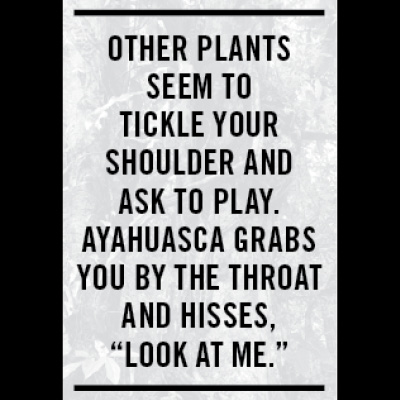 OTHER PLANTS
SEEM TO
TICKLE YOUR
SHOULDER AND
ASK TO PLAY.
AYAHUASCA GRABS
YOU BY THE THROAT
AND HISSES,
“LOOK AT ME.”